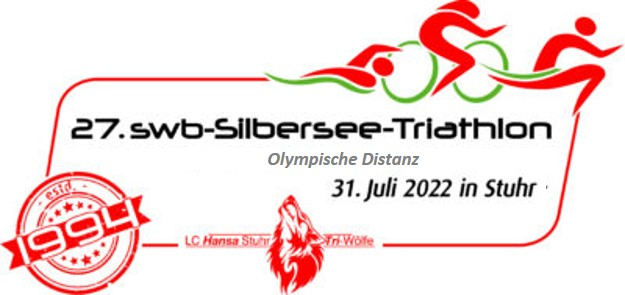 27. swb-Silbersee-Triathlon
Olympische Distanz
31. Juli 2022 in Stuhr
- estd. -
1994
LC Hansa Stuhr Tri-Wölfe